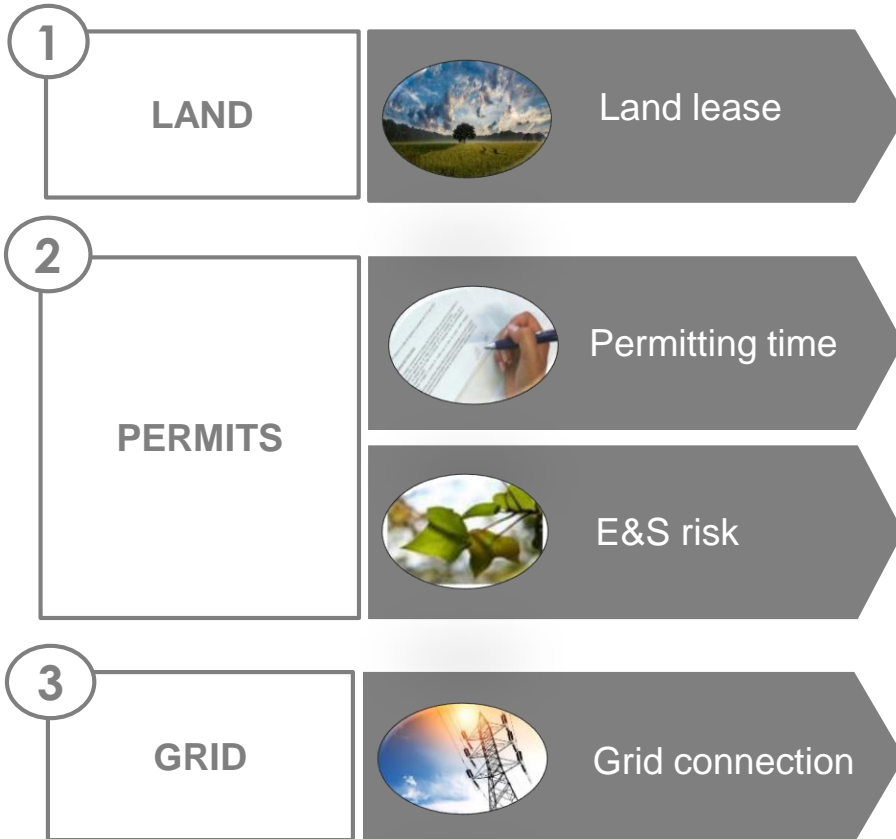 1
LAND
Land lease
2
PERMITS
Permitting time
E&S risk
3
GRID
Grid connection